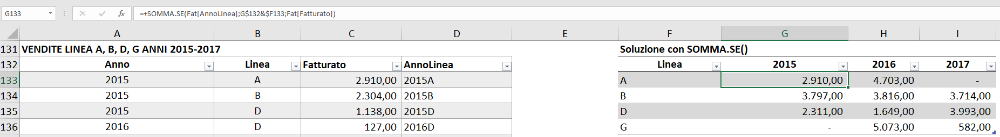 G133 fx =+SOMMA.SE(Fat[AnnoLinea];G$132&$F133;Fat[Fatturato])
A B C D E F G H I
131 VENDITE LINEA A, B, D, G ANNI 2015-2017 Soluzione con SOMMA.SE()
132 Anno Linea Fatturato AnnoLinea Linea 2015 2016 2017
133 2015 A 2.910,00 2015A A 2.910,00 4.703,00 -
134 2015 B 2.304,00 2015B B 3.797,00 3.816,00 3.714,00
135 2015 D 1.138,00 2015D D 2.311,00 1.649,00 3.993,00
136 2016 D 127,00 2016D G - 5.073,00 582,00